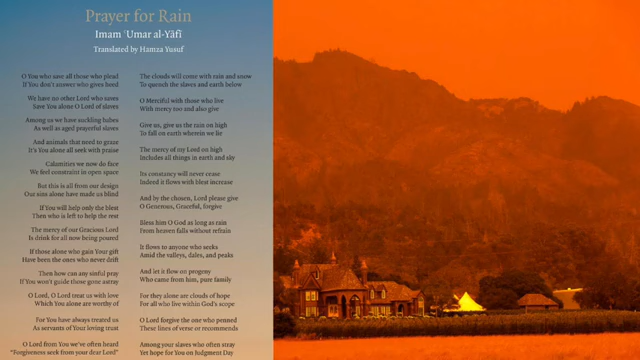 Prayer for Rain
Imam ʿUmar al-Yāfī
Translated by Hamza Yusuf
O You who save all those who plead
If You don't answer who gives heed
We have no other Lord who saves
Save You alone O Lord of slaves
Among us we have suckling babes
As well as aged prayerful slaves
And animals that need to graze
It's You alone all seek with praise
Calamities we now do face
We feel constraint in open space
But this is all from our design
Our sins alone have made us blind
If You will help only the blest
Then who is left to help the rest
The mercy of our Gracious Lord
Is drink for all now being poured
If those alone who gain Your gift
Have been the ones who never drift
Then how can any sinful pray
If You won't guide those gone astray
O Lord, O Lord treat us with love
Which You alone are worthy of
For You have always treated us
As servants of Your loving trust
O Lord from You we've often heard
"Forgiveness seek from your dear Lord"
The clouds will come with rain and snow
To quench the slaves and earth below
O Merciful with those who live
With mercy too and also give
Give us, give us the rain on high
To fall on earth wherein we lie
The mercy of my Lord on high
Includes all things in earth and sky
Its constancy will never cease
Indeed it flows with blest increase
And by the chosen, Lord please give
O Generous, Graceful, forgive
Bless him O God as long as rain
From heaven falls without refrain
It flows to anyone who seeks
Amid the valleys, dales, and peaks
And let it flow on progeny
Who came from him, pure family
For they alone are clouds of hope
For all who live within God's scope
O Lord forgive the one who penned
These lines of verse or recommends
Among your slaves who often stray
Yet hope for You on Judgment Day